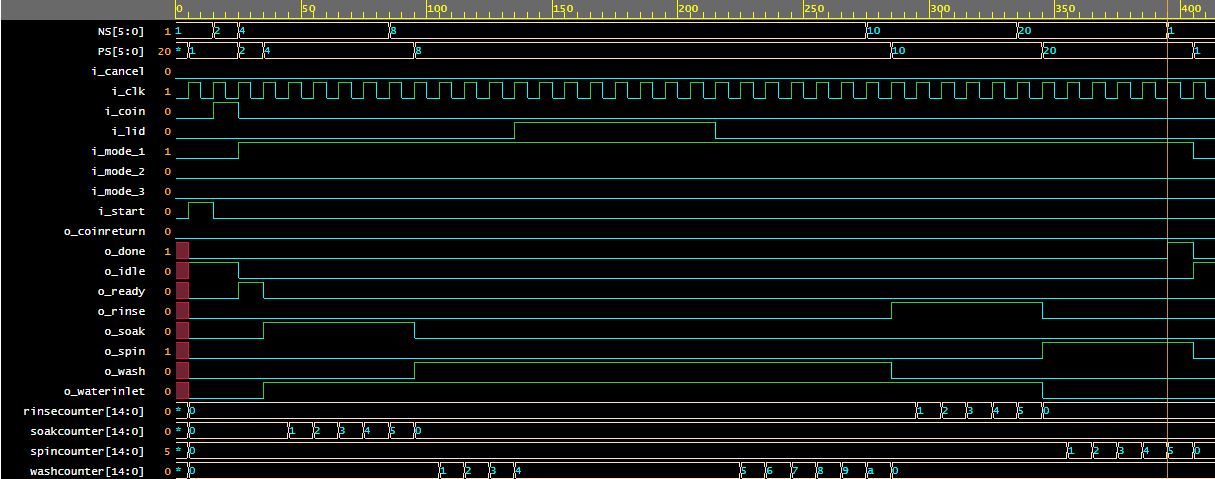 0 50 100 150 200 250 300 350 400
NS[5:0] 1 1 2 4 8 10 20 1
PS[5:0] 20 * 1 2 4 8 10 20 1
i_cancel 0
i_clk 1
i_coin 0
i_lid 0
i_mode_1 1
i_mode_2 0
i_mode_3 0
i_start 0
o_coinreturn 0
o_done 1
o_idle 0
o_ready 0
o_rinse 0
o_soak 0
o_spin 1
o_wash 0
o_waterinlet 0
rinsecounter[14:0] 0 * 0 1 2 3 4 5 0
soakcounter[14:0] 0 * 0 1 2 3 4 5 0
spincounter[14:0] 5 * 0 1 2 3 4 5 0
washcounter[14:0] 0 * 0 1 2 3 4 5 6 7 8 9 a 0